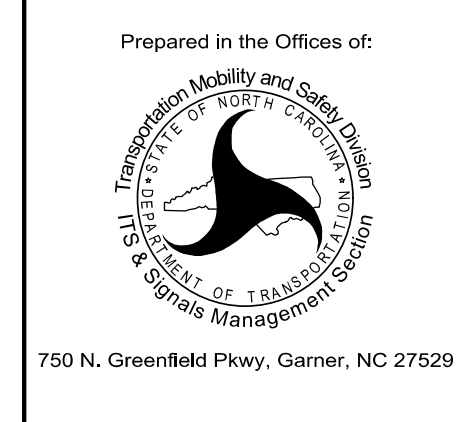 Prepared in the Offices of:
Transportation Mobility and Safety Division
STATE OF NORTH CAROLINA
DEPARTMENT OF TRANSPORTATION
ITS & Signals Management Section
750 N. Greenfield Pkwy, Garner, NC 27529